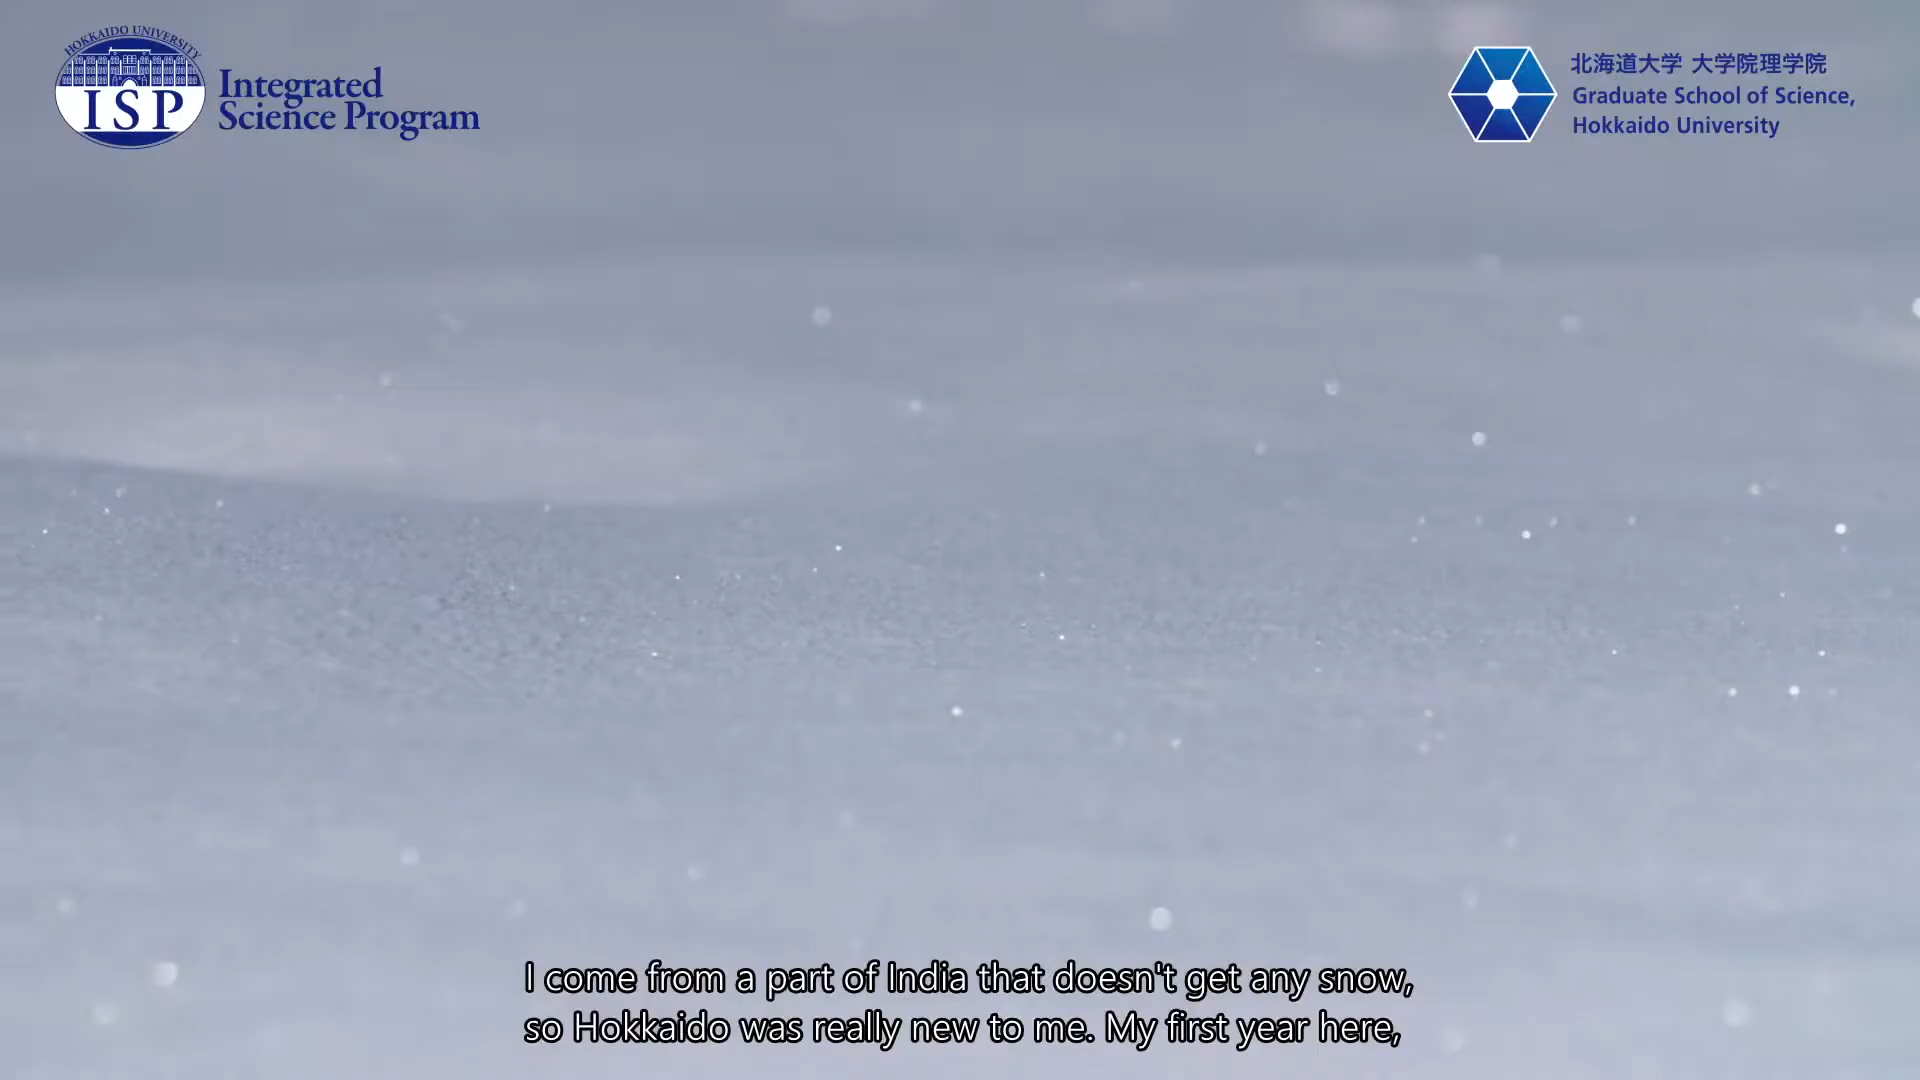 HOKKAIDO UNIVERSITY
ISP
Integrated
Science Program
北海道大学 大学院理学院
Graduate School of Science,
Hokkaido University
I come from a part of India that doesn't get any snow,
so Hokkaido was really new to me. My first year here,